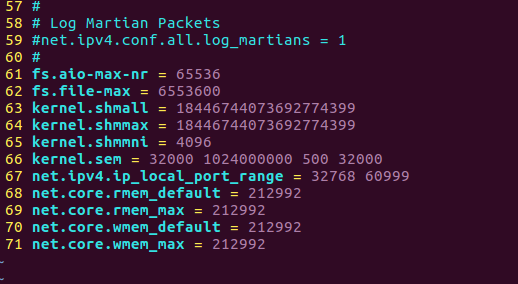 57 #
58 # Log Martian Packets
59 #net.ipv4.conf.all.log_martians = 1
60 #
61 fs.aio-max-nr = 65536
62 fs.file-max = 6553600
63 kernel.shmall = 18446744073692774399
64 kernel.shmmax = 18446744073692774399
65 kernel.shmmni = 4096
66 kernel.sem = 32000 1024000000 500 32000
67 net.ipv4.ip_local_port_range = 32768 60999
68 net.core.rmem_default = 212992
69 net.core.rmem_max = 212992
70 net.core.wmem_default = 212992
71 net.core.wmem_max = 212992
~
~